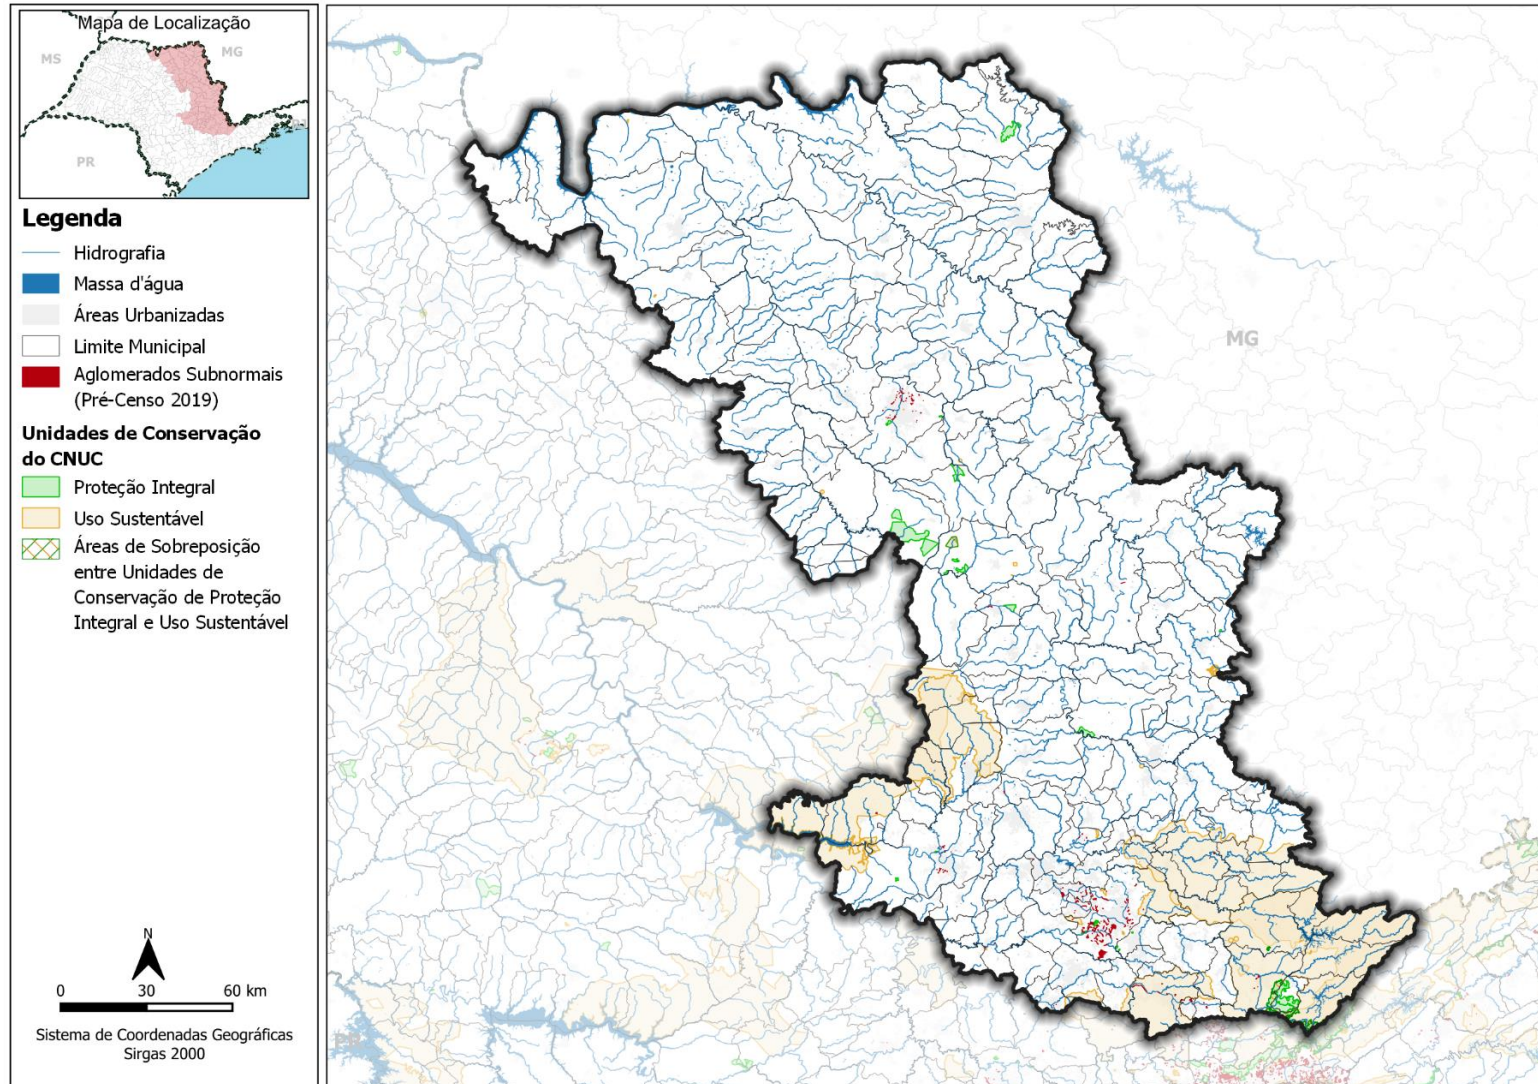 Mapa de Localização
MS
MG
PR
Legenda
Hidrografia
Massa d'água
Áreas Urbanizadas
Limite Municipal
Aglomerados Subnormais
(Pré-Censo 2019)
Unidades de Conservação
do CNUC
Proteção Integral
Uso Sustentável
Áreas de Sobreposição
entre Unidades de
Conservação de Proteção
Integral e Uso Sustentável
N
0 30 60 km
Sistema de Coordenadas Geográficas
Sirgas 2000
MG
PR